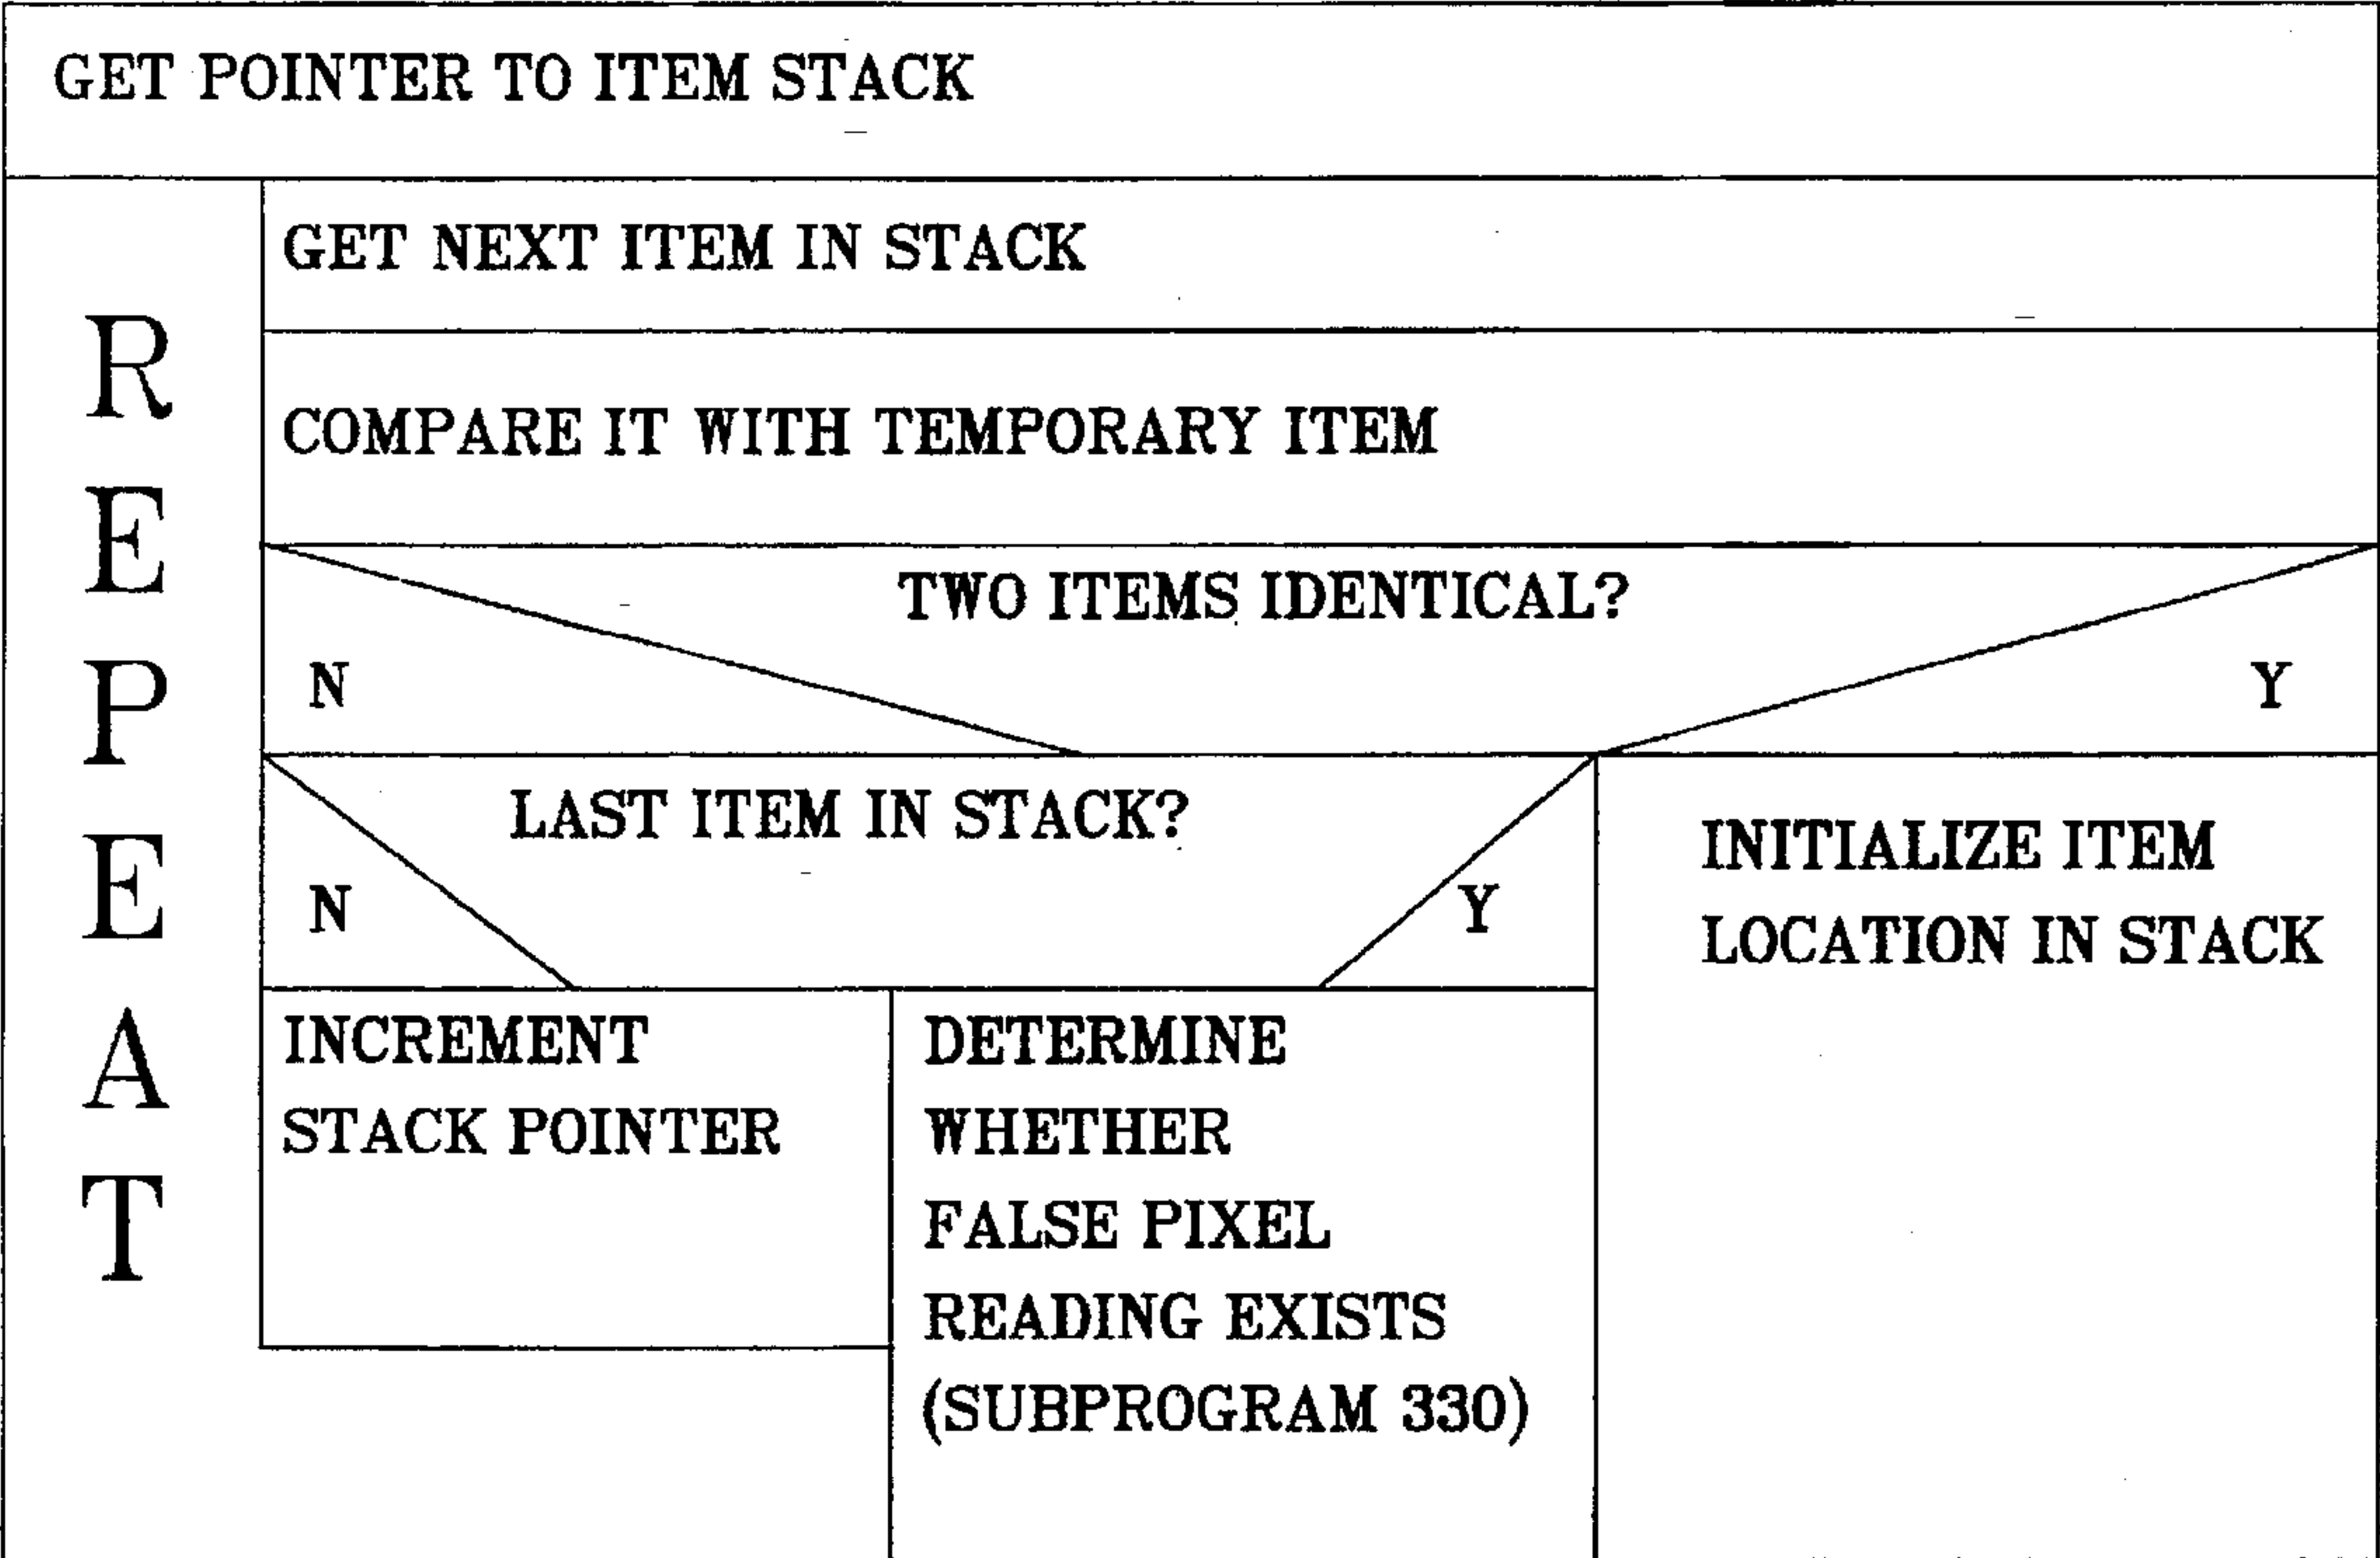 GET POINTER TO ITEM STACK
REPEAT
GET NEXT ITEM IN STACK
COMPARE IT WITH TEMPORARY ITEM
TWO ITEMS IDENTICAL?
N
Y
LAST ITEM IN STACK?
N
Y
INCREMENT
STACK POINTER
DETERMINE
WHETHER
FALSE PIXEL
READING EXISTS
(SUBPROGRAM 330)
INITIALIZE ITEM
LOCATION IN STACK